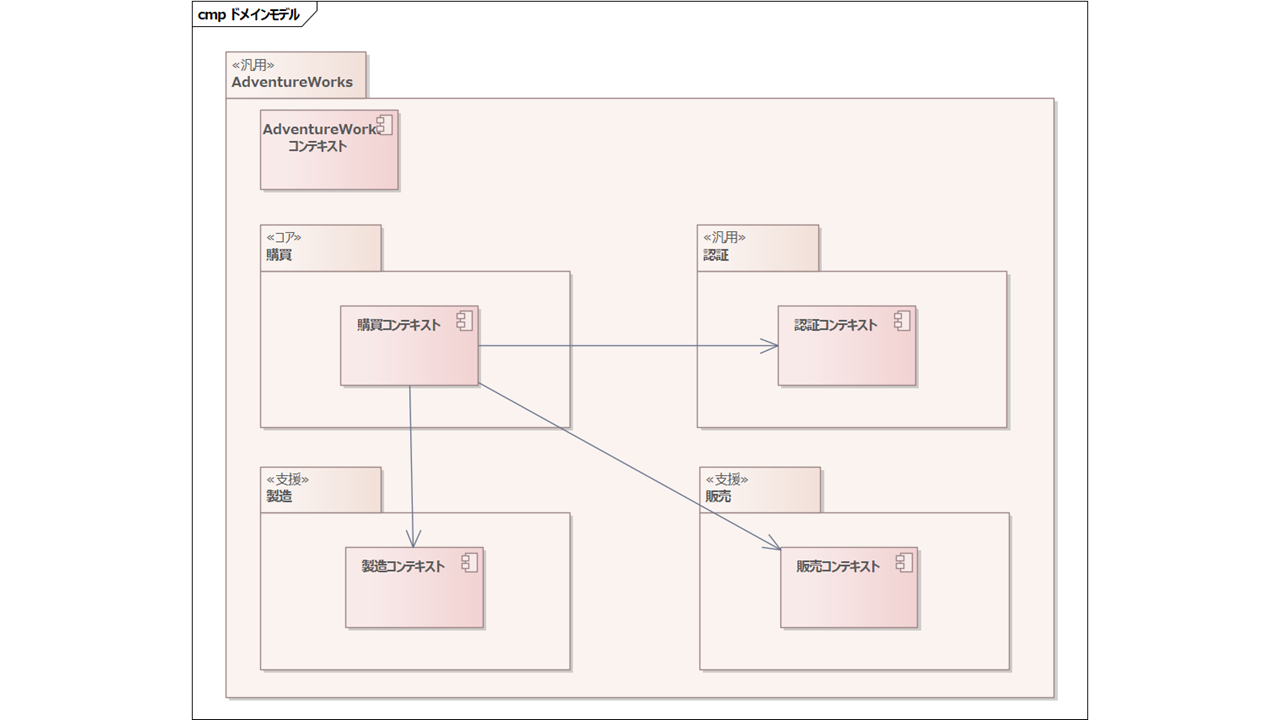 cmp ドメインモデル
«汎用»
AdventureWorks
AdventureWork
コンテキスト
«コア»
購買
購買コンテキスト
«汎用»
認証
認証コンテキスト
«支援»
製造
製造コンテキスト
«支援»
販売
販売コンテキスト